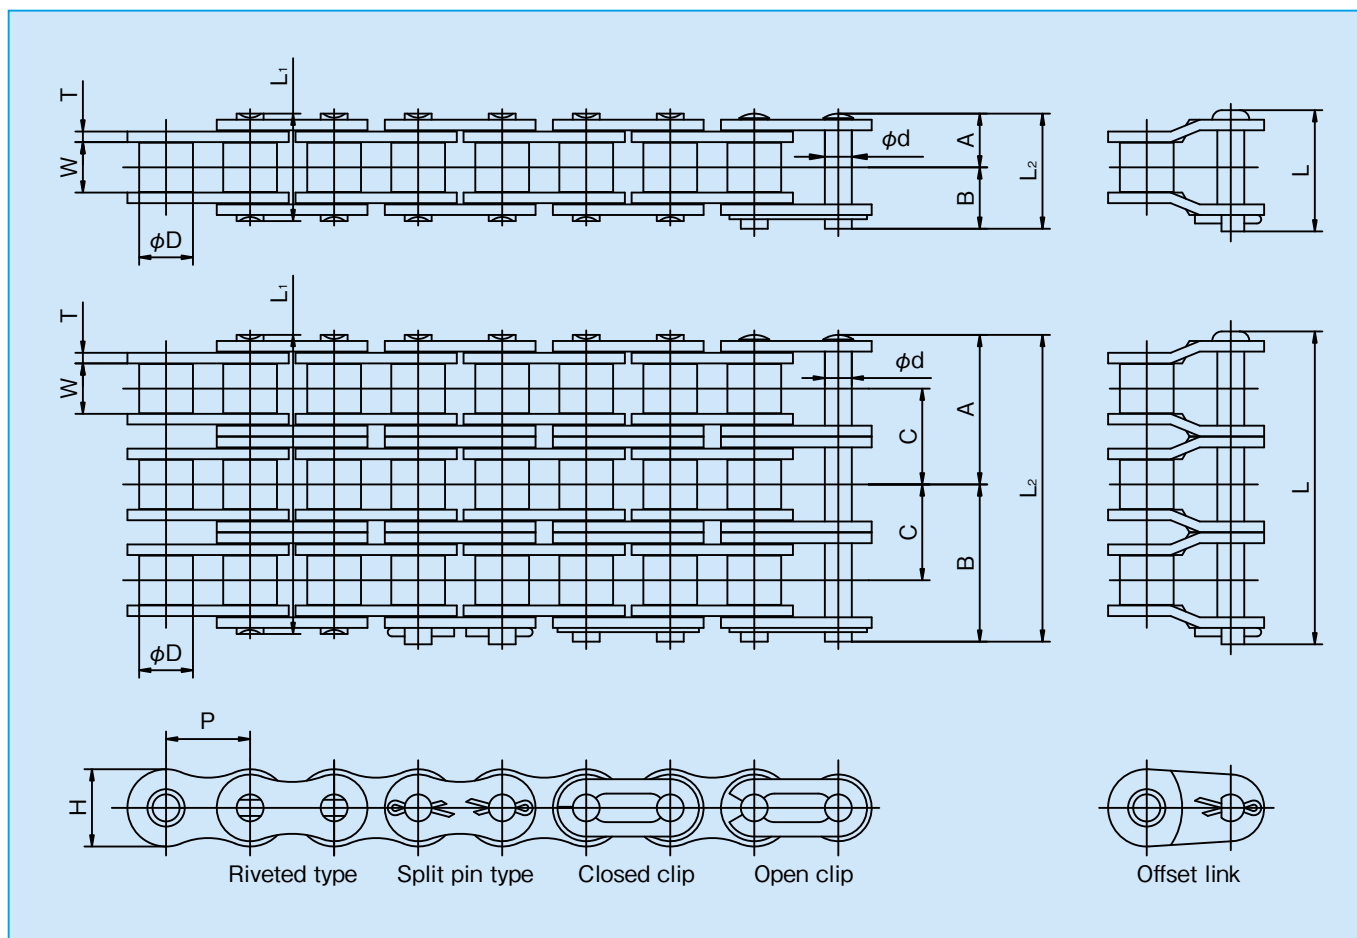 T
W
φD
L₁
φd
A
B
L₂
L
T
W
φD
L₁
φd
C
C
A
B
L₂
L
P
H
Riveted type
Split pin type
Closed clip
Open clip
Offset link